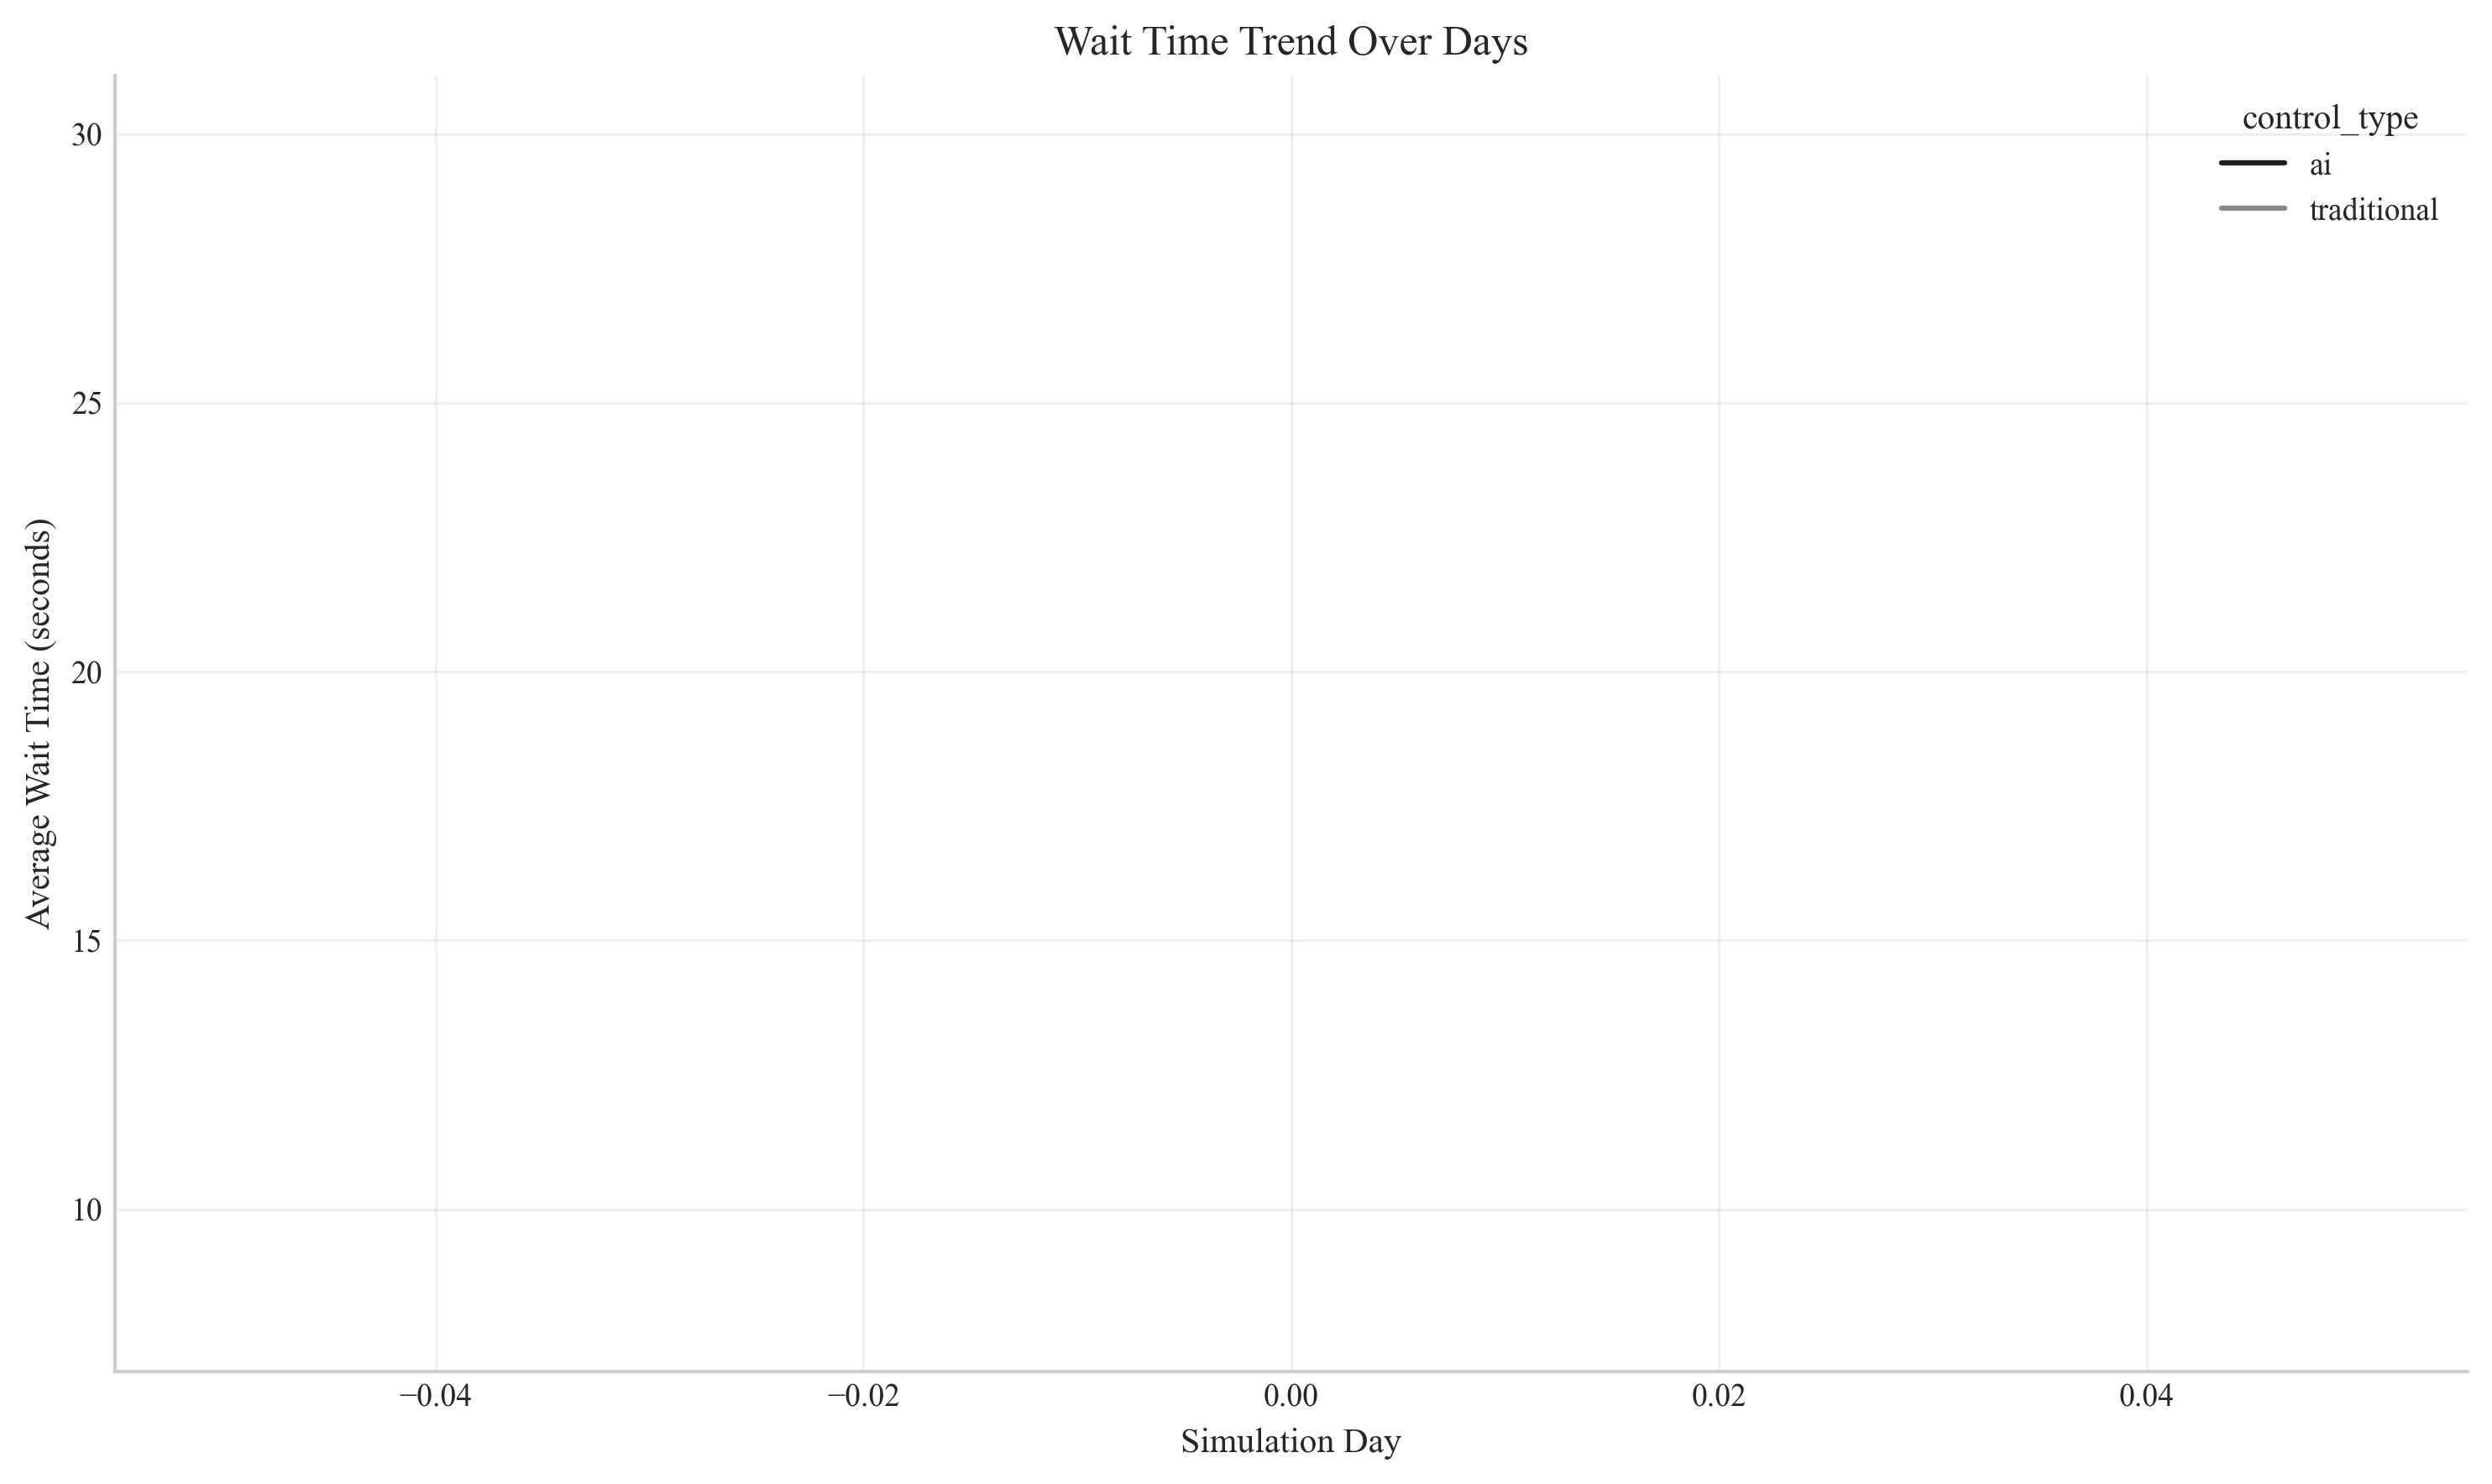 Wait Time Trend Over Days
control_type
ai
traditional
Average Wait Time (seconds)
30
25
20
15
10
−0.04
−0.02
0.00
0.02
0.04
Simulation Day